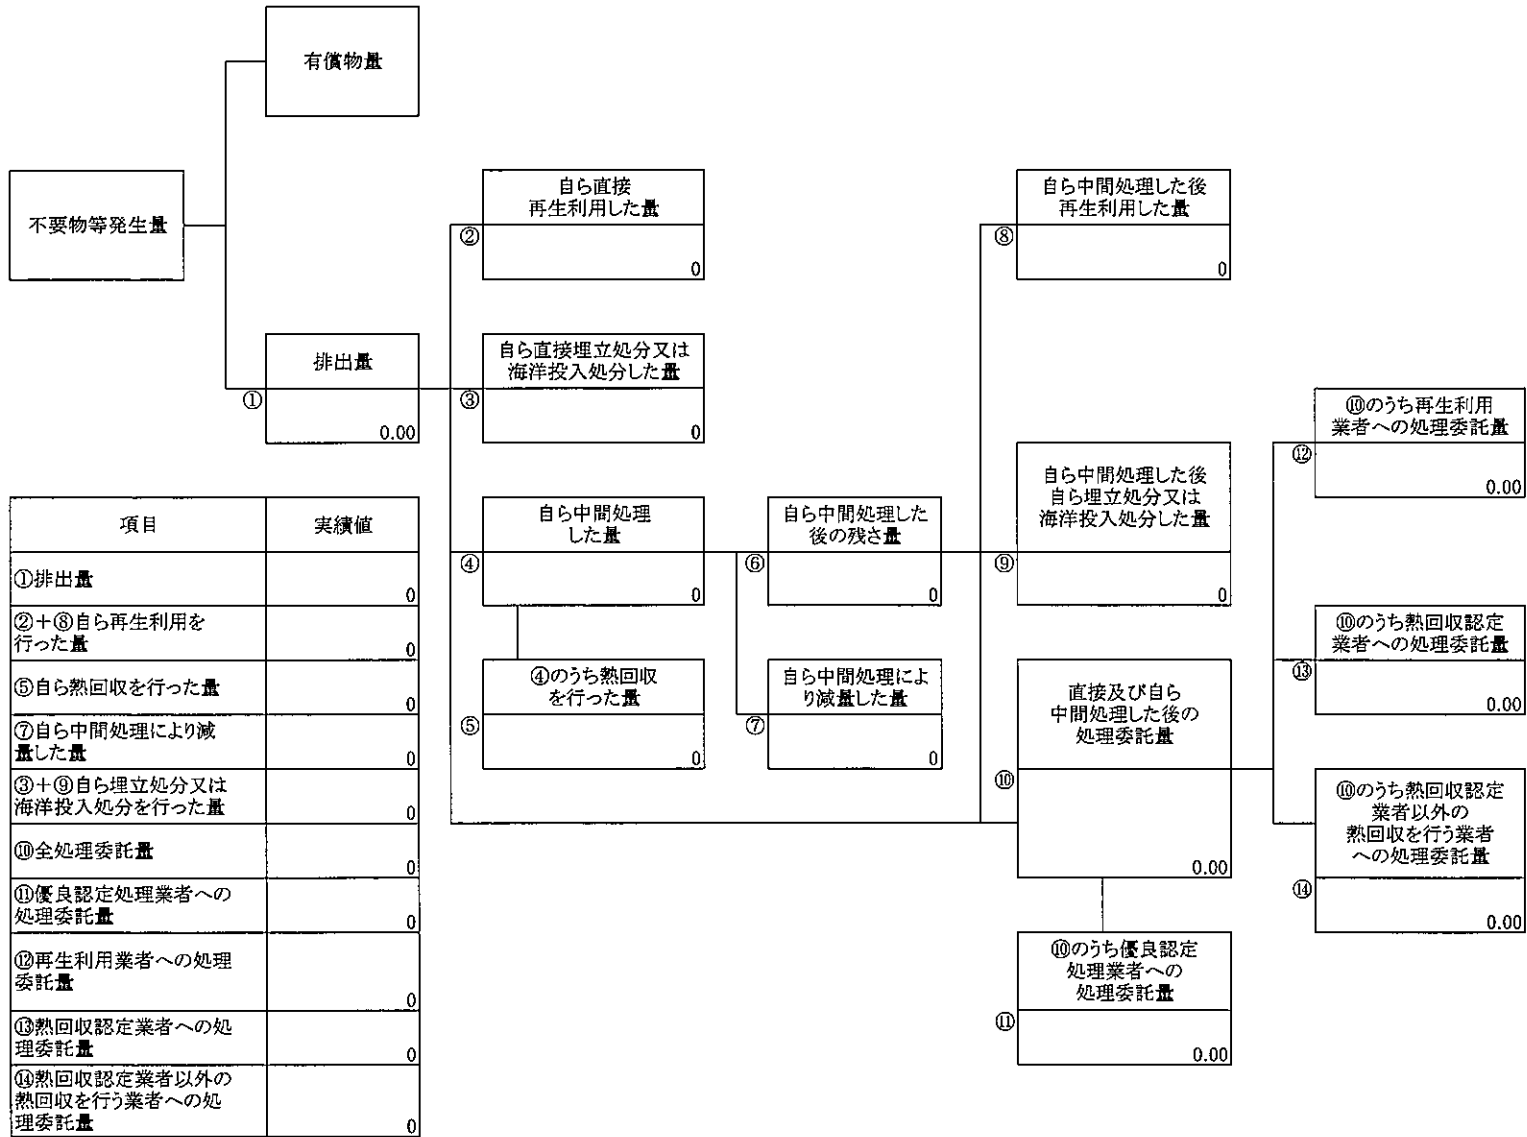 有償物量
不要物等発生量
排出量
①
0.00
自ら直接
再生利用した量
②
0
自ら直接埋立処分又は
海洋投入処分した量
③
0
自ら中間処理
した量
④
0
④のうち熱回収
を行った量
⑤
0
自ら中間処理した
後の残さ量
⑥
0
自ら中間処理によ
り減量した量
⑦
0
自ら中間処理した後
再生利用した量
⑧
0
自ら中間処理した後
自ら埋立処分又は
海洋投入処分した量
⑨
0
直接及び自ら
中間処理した後の
処理委託量
⑩
0.00
⑩のうち優良認定
処理業者への
処理委託量
⑪
0.00
⑩のうち再生利用
業者への処理委託量
⑫
0.00
⑩のうち熱回収認定
業者への処理委託量
⑬
0.00
⑩のうち熱回収認定
業者以外の
熱回収を行う業者
への処理委託量
⑭
0.00
項目 実績値
①排出量
0
②+⑧自ら再生利用を
行った量
0
⑤自ら熱回収を行った量
0
⑦自ら中間処理により減
量した量
0
③+⑨自ら埋立処分又は
海洋投入処分を行った量
0
⑩全処理委託量
0
⑪優良認定処理業者への
処理委託量
0
⑫再生利用業者への処理
委託量
0
⑬熱回収認定業者への処
理委託量
0
⑭熱回収認定業者以外の
熱回収を行う業者への処
理委託量
0